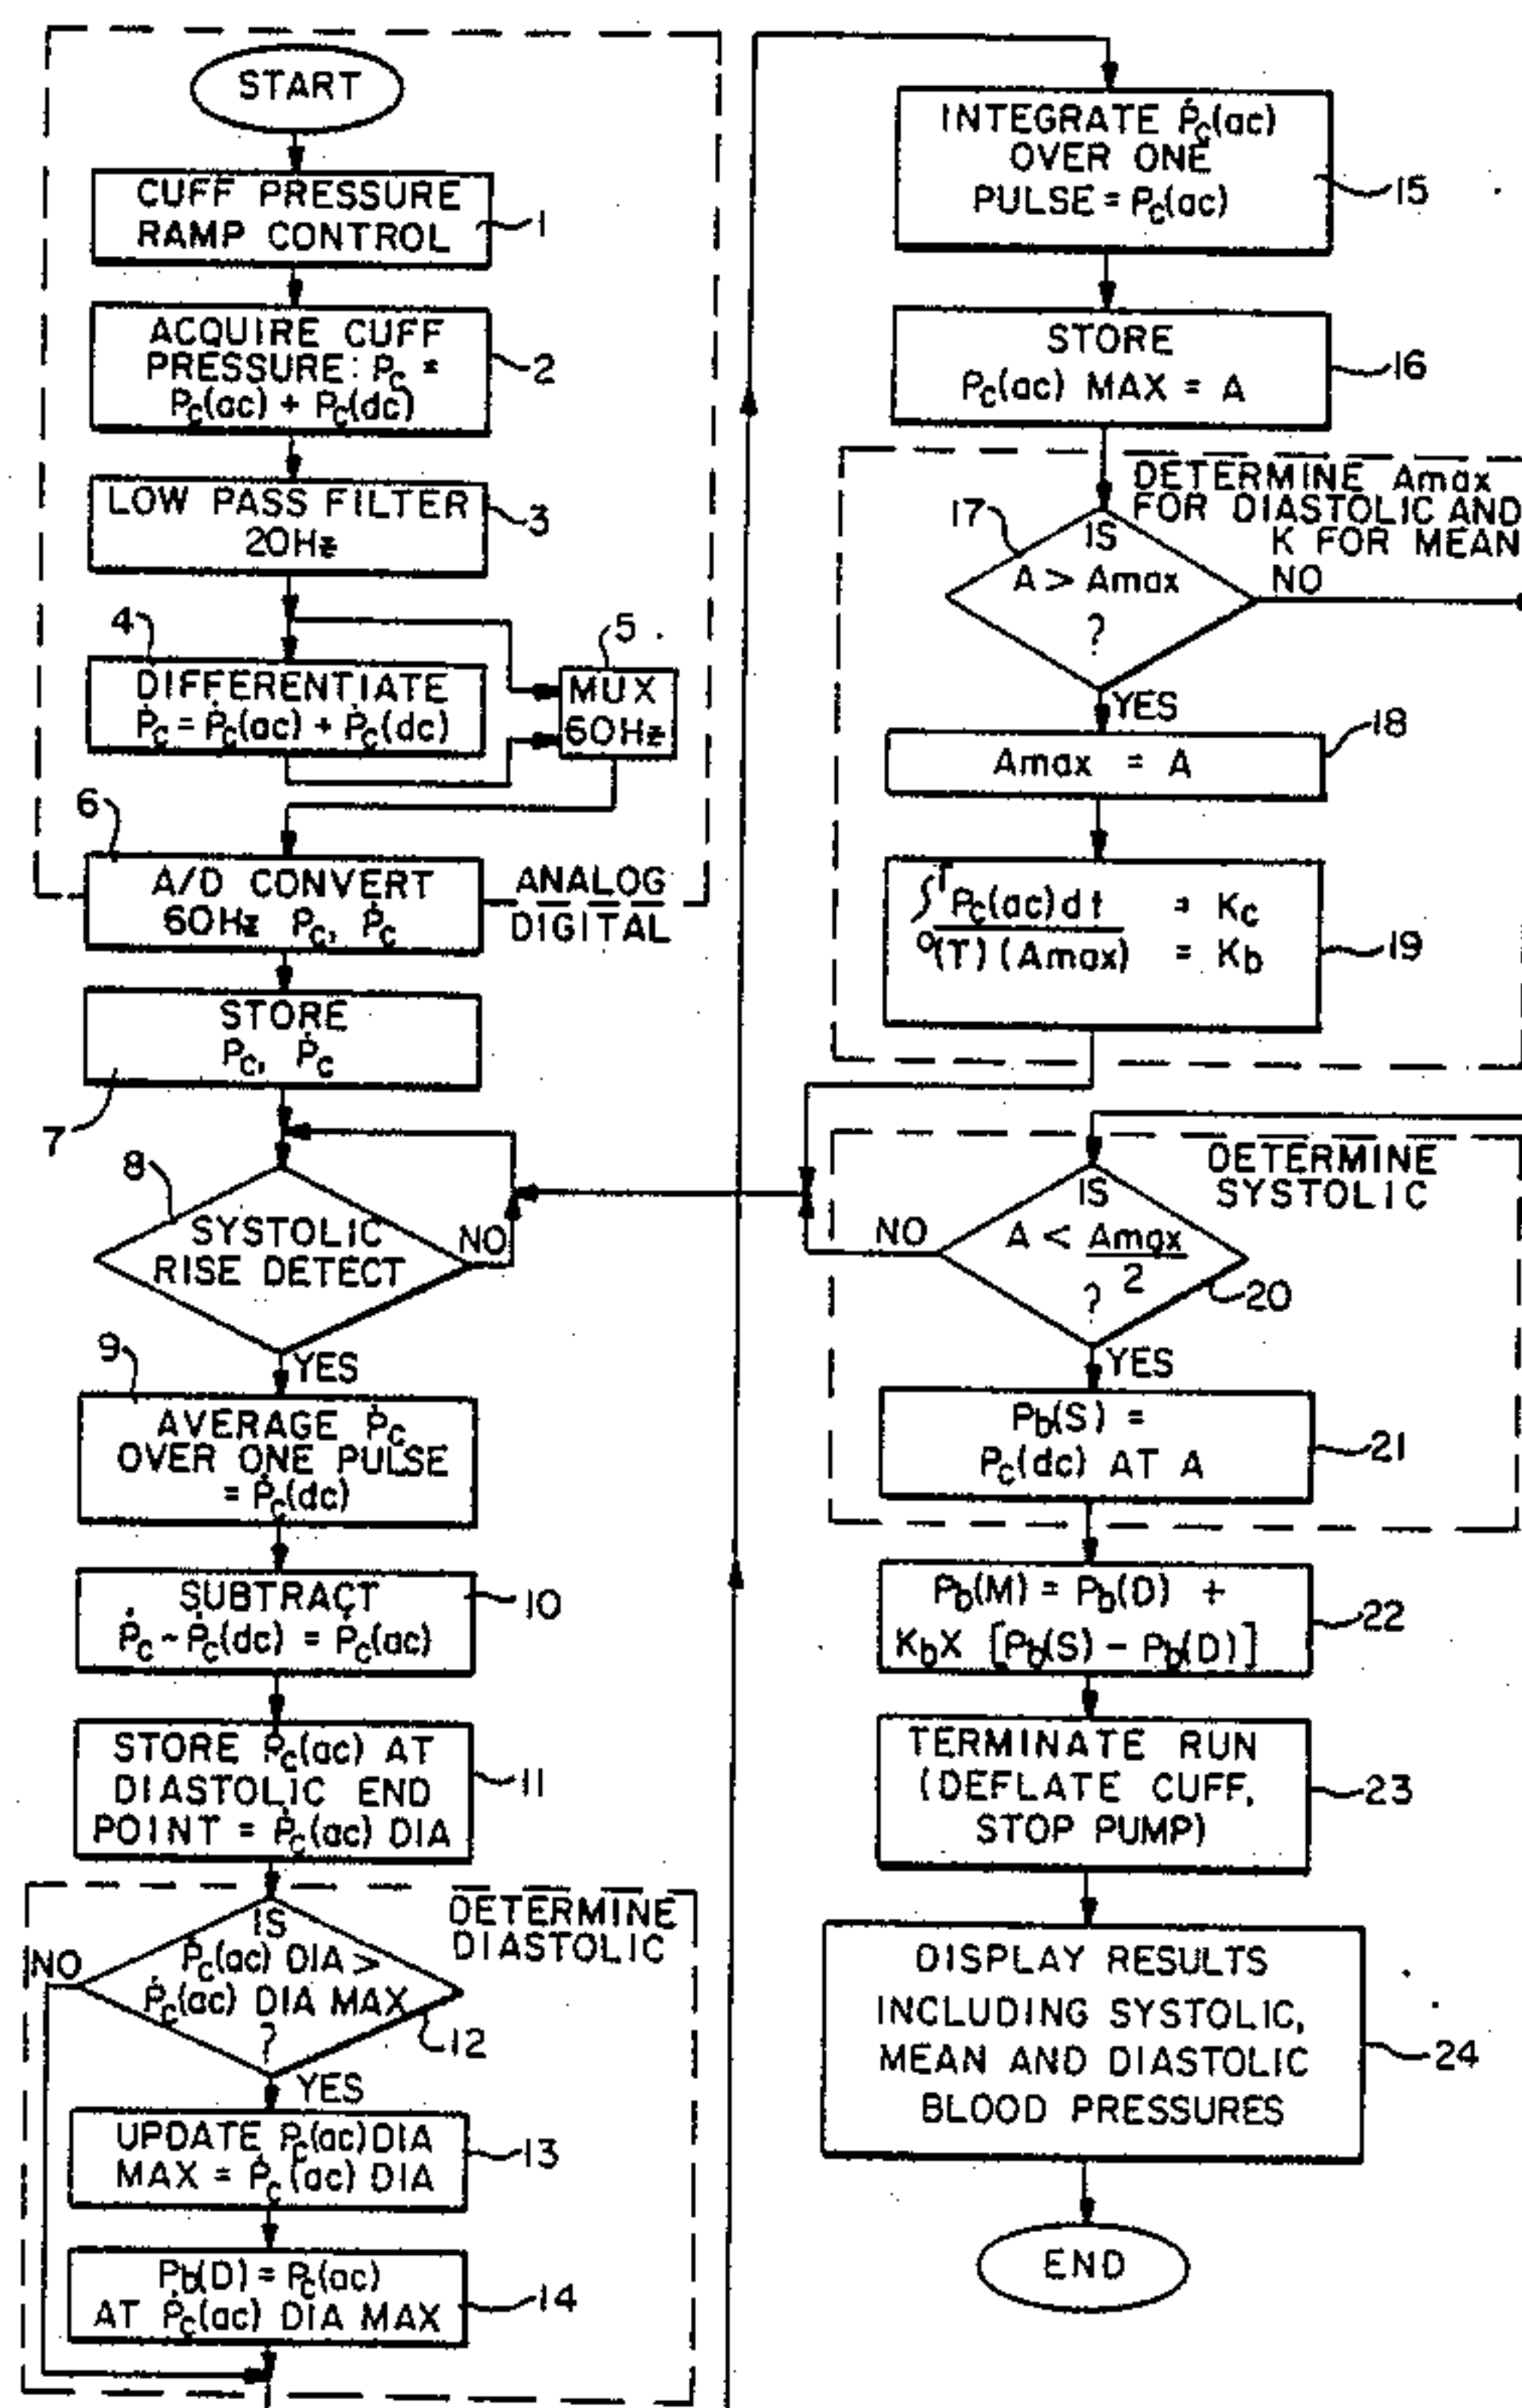 START
CUFF PRESSURE
RAMP CONTROL
1
ACQUIRE CUFF
PRESSURE: Pc =
Pc(ac) + Pc(dc)
2
LOW PASS FILTER
20Hz
3
4
DIFFERENTIATE
Ṗc = Ṗc(ac) + Ṗc(dc)
5
MUX
60Hz
6
A/D CONVERT
60Hz Pc, Ṗc
ANALOG
DIGITAL
STORE
Pc, Ṗc
7
8
SYSTOLIC
RISE DETECT
NO
YES
9
AVERAGE Ṗc
OVER ONE PULSE
= Ṗc(dc)
SUBTRACT
Ṗc - Ṗc(dc) = Ṗc(ac)
10
STORE Ṗc(ac) AT
DIASTOLIC END
POINT = Ṗc(ac) DIA
11
DETERMINE
DIASTOLIC
NO
IS
Ṗc(ac) DIA >
Ṗc(ac) DIA MAX
?
12
YES
UPDATE Ṗc(ac) DIA
MAX = Ṗc(ac) DIA
13
Pb(D) = Pc(ac)
AT Ṗc(ac) DIA MAX
14
INTEGRATE Ṗc(ac)
OVER ONE
PULSE = Pc(ac)
15
STORE
Pc(ac) MAX = A
16
DETERMINE Amax
FOR DIASTOLIC AND
K FOR MEAN
17
IS
A > Amax
?
NO
YES
Amax = A
18
∫ᵀ Pc(ac)dt = Kc
0(T) (Amax) = Kb
19
DETERMINE
SYSTOLIC
IS
A < Amax
2
?
NO
20
YES
Pb(S) =
Pc(dc) AT A
21
Pb(M) = Pb(D) +
Kb X [Pb(S) - Pb(D)]
22
TERMINATE RUN
(DEFLATE CUFF,
STOP PUMP)
23
DISPLAY RESULTS
INCLUDING SYSTOLIC,
MEAN AND DIASTOLIC
BLOOD PRESSURES
24
END